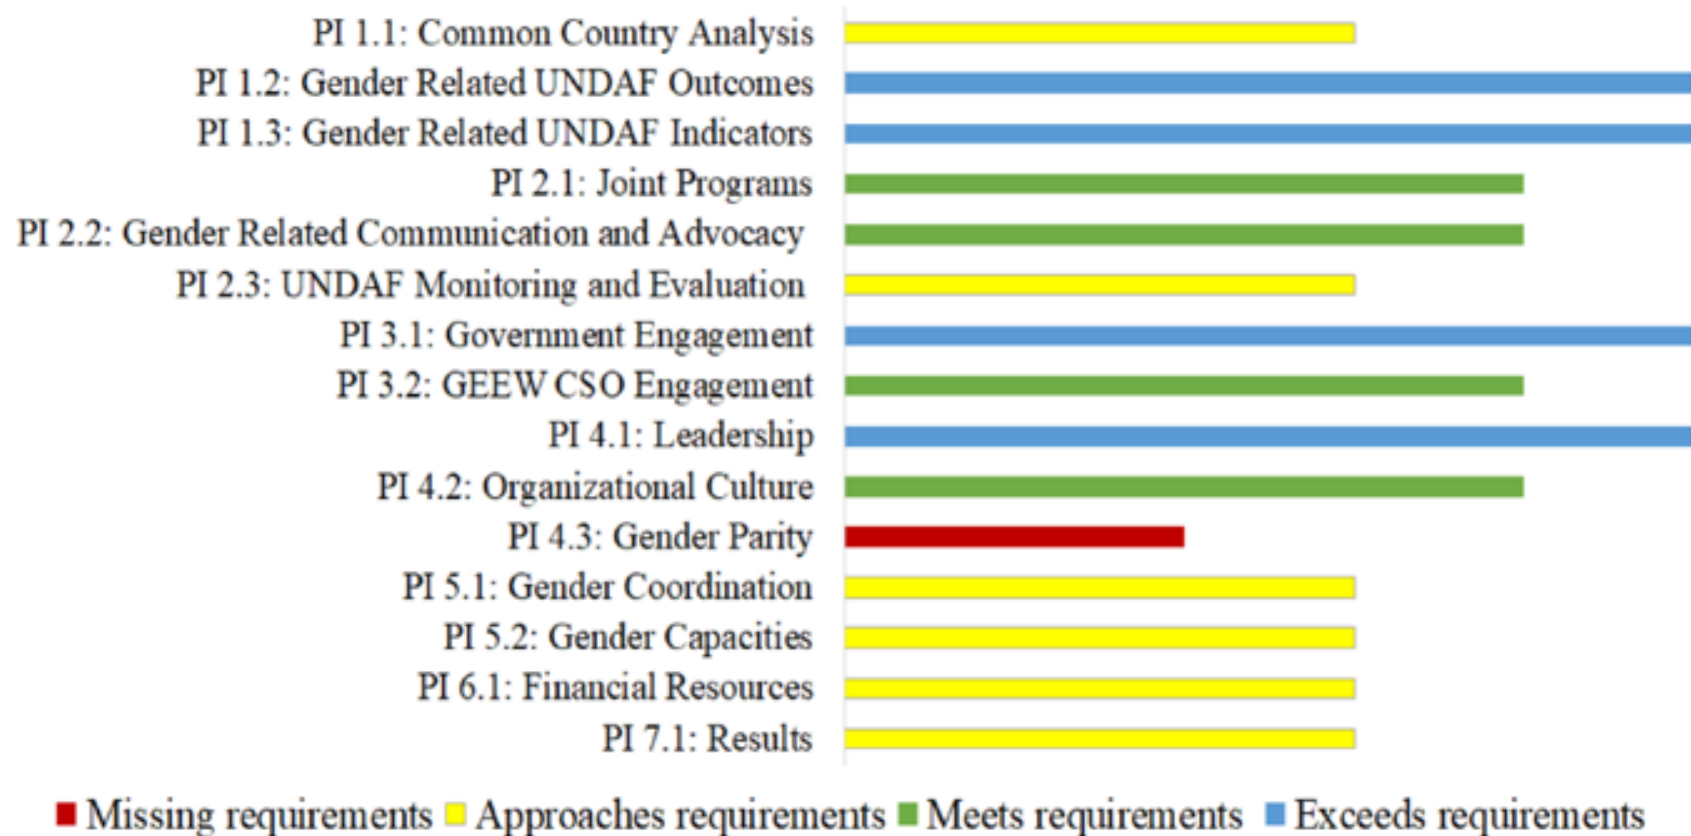 PI 1.1: Common Country Analysis
PI 1.2: Gender Related UNDAF Outcomes
PI 1.3: Gender Related UNDAF Indicators
PI 2.1: Joint Programs
PI 2.2: Gender Related Communication and Advocacy
PI 2.3: UNDAF Monitoring and Evaluation
PI 3.1: Government Engagement
PI 3.2: GEEW CSO Engagement
PI 4.1: Leadership
PI 4.2: Organizational Culture
PI 4.3: Gender Parity
PI 5.1: Gender Coordination
PI 5.2: Gender Capacities
PI 6.1: Financial Resources
PI 7.1: Results
Missing requirements Approaches requirements Meets requirements Exceeds requirements